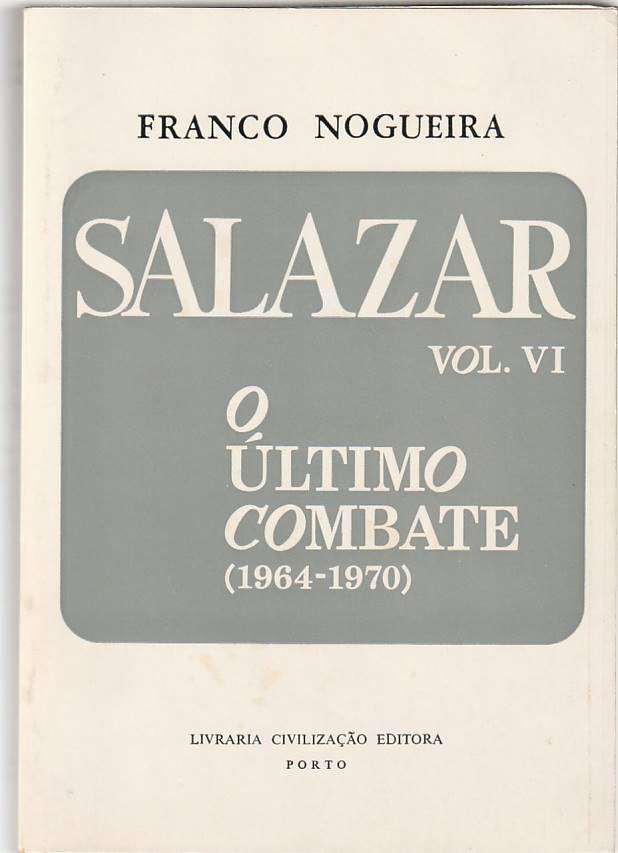 FRANCO NOGUEIRA
SALAZAR
VOL. VI
O
ÚLTIMO
COMBATE
(1964-1970)
LIVRARIA CIVILIZAÇÃO EDITORA
PORTO